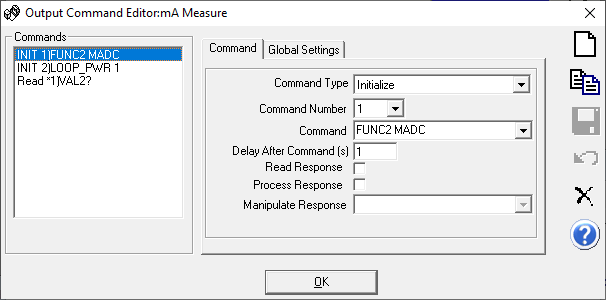 Output Command Editor:mA Measure
Commands
INIT 1)FUNC2 MADC
INIT 2)LOOP_PWR 1
Read *1)VAL2?
Command
Global Settings
Command Type
Initialize
Command Number
1
Command
FUNC2 MADC
Delay After Command (s)
1
Read Response
Process Response
Manipulate Response
?
OK